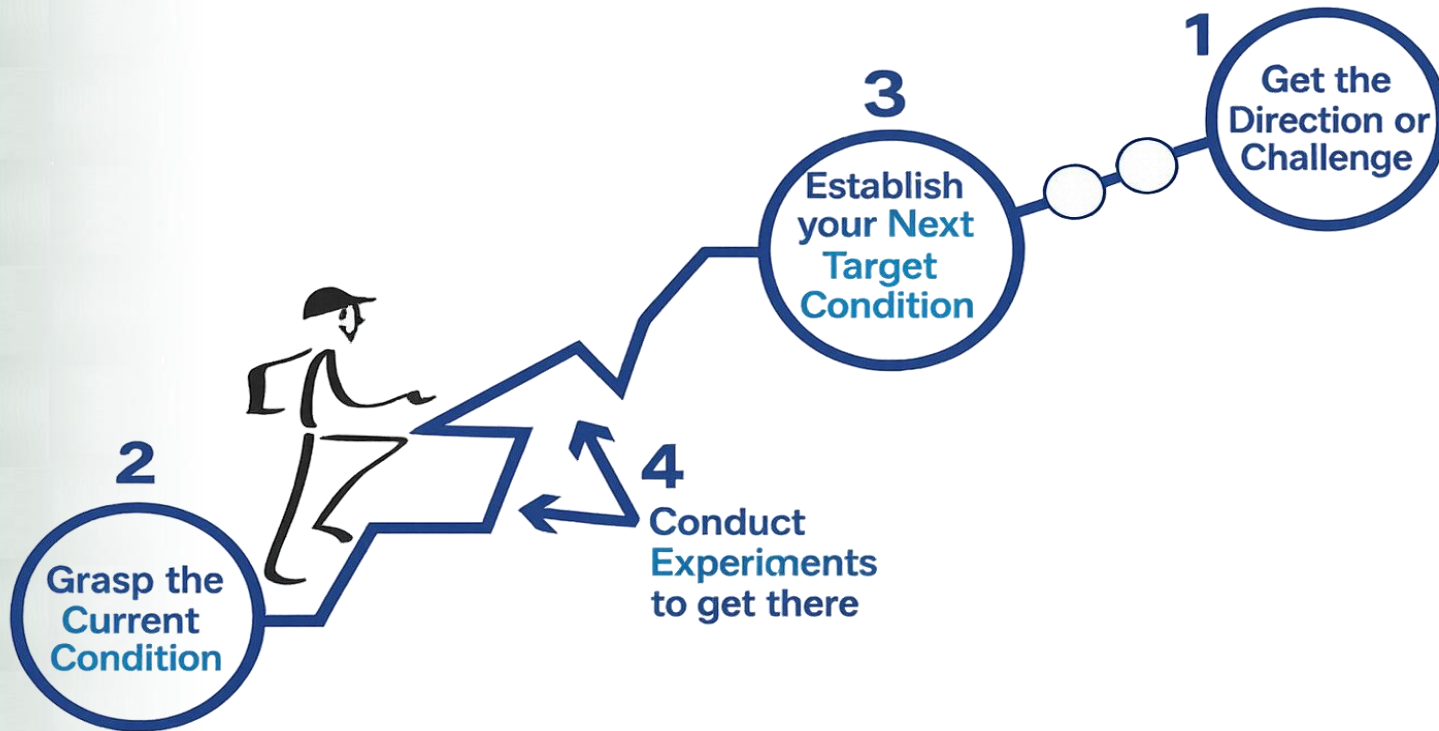 1
Get the
Direction or
Challenge
3
Establish
your Next
Target
Condition
2
Grasp the
Current
Condition
4
Conduct
Experiments
to get there